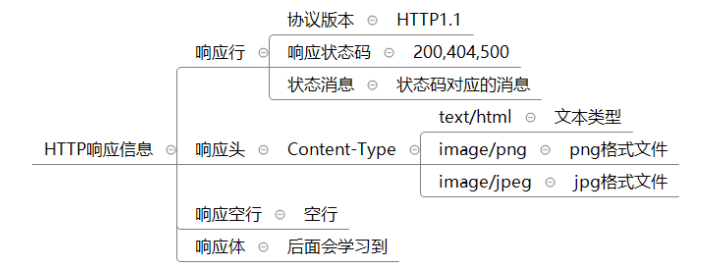 HTTP响应信息
响应行
协议版本 HTTP1.1
响应状态码 200,404,500
状态消息 状态码对应的消息
响应头 Content-Type
text/html 文本类型
image/png png格式文件
image/jpeg jpg格式文件
响应空行 空行
响应体 后面会学习到